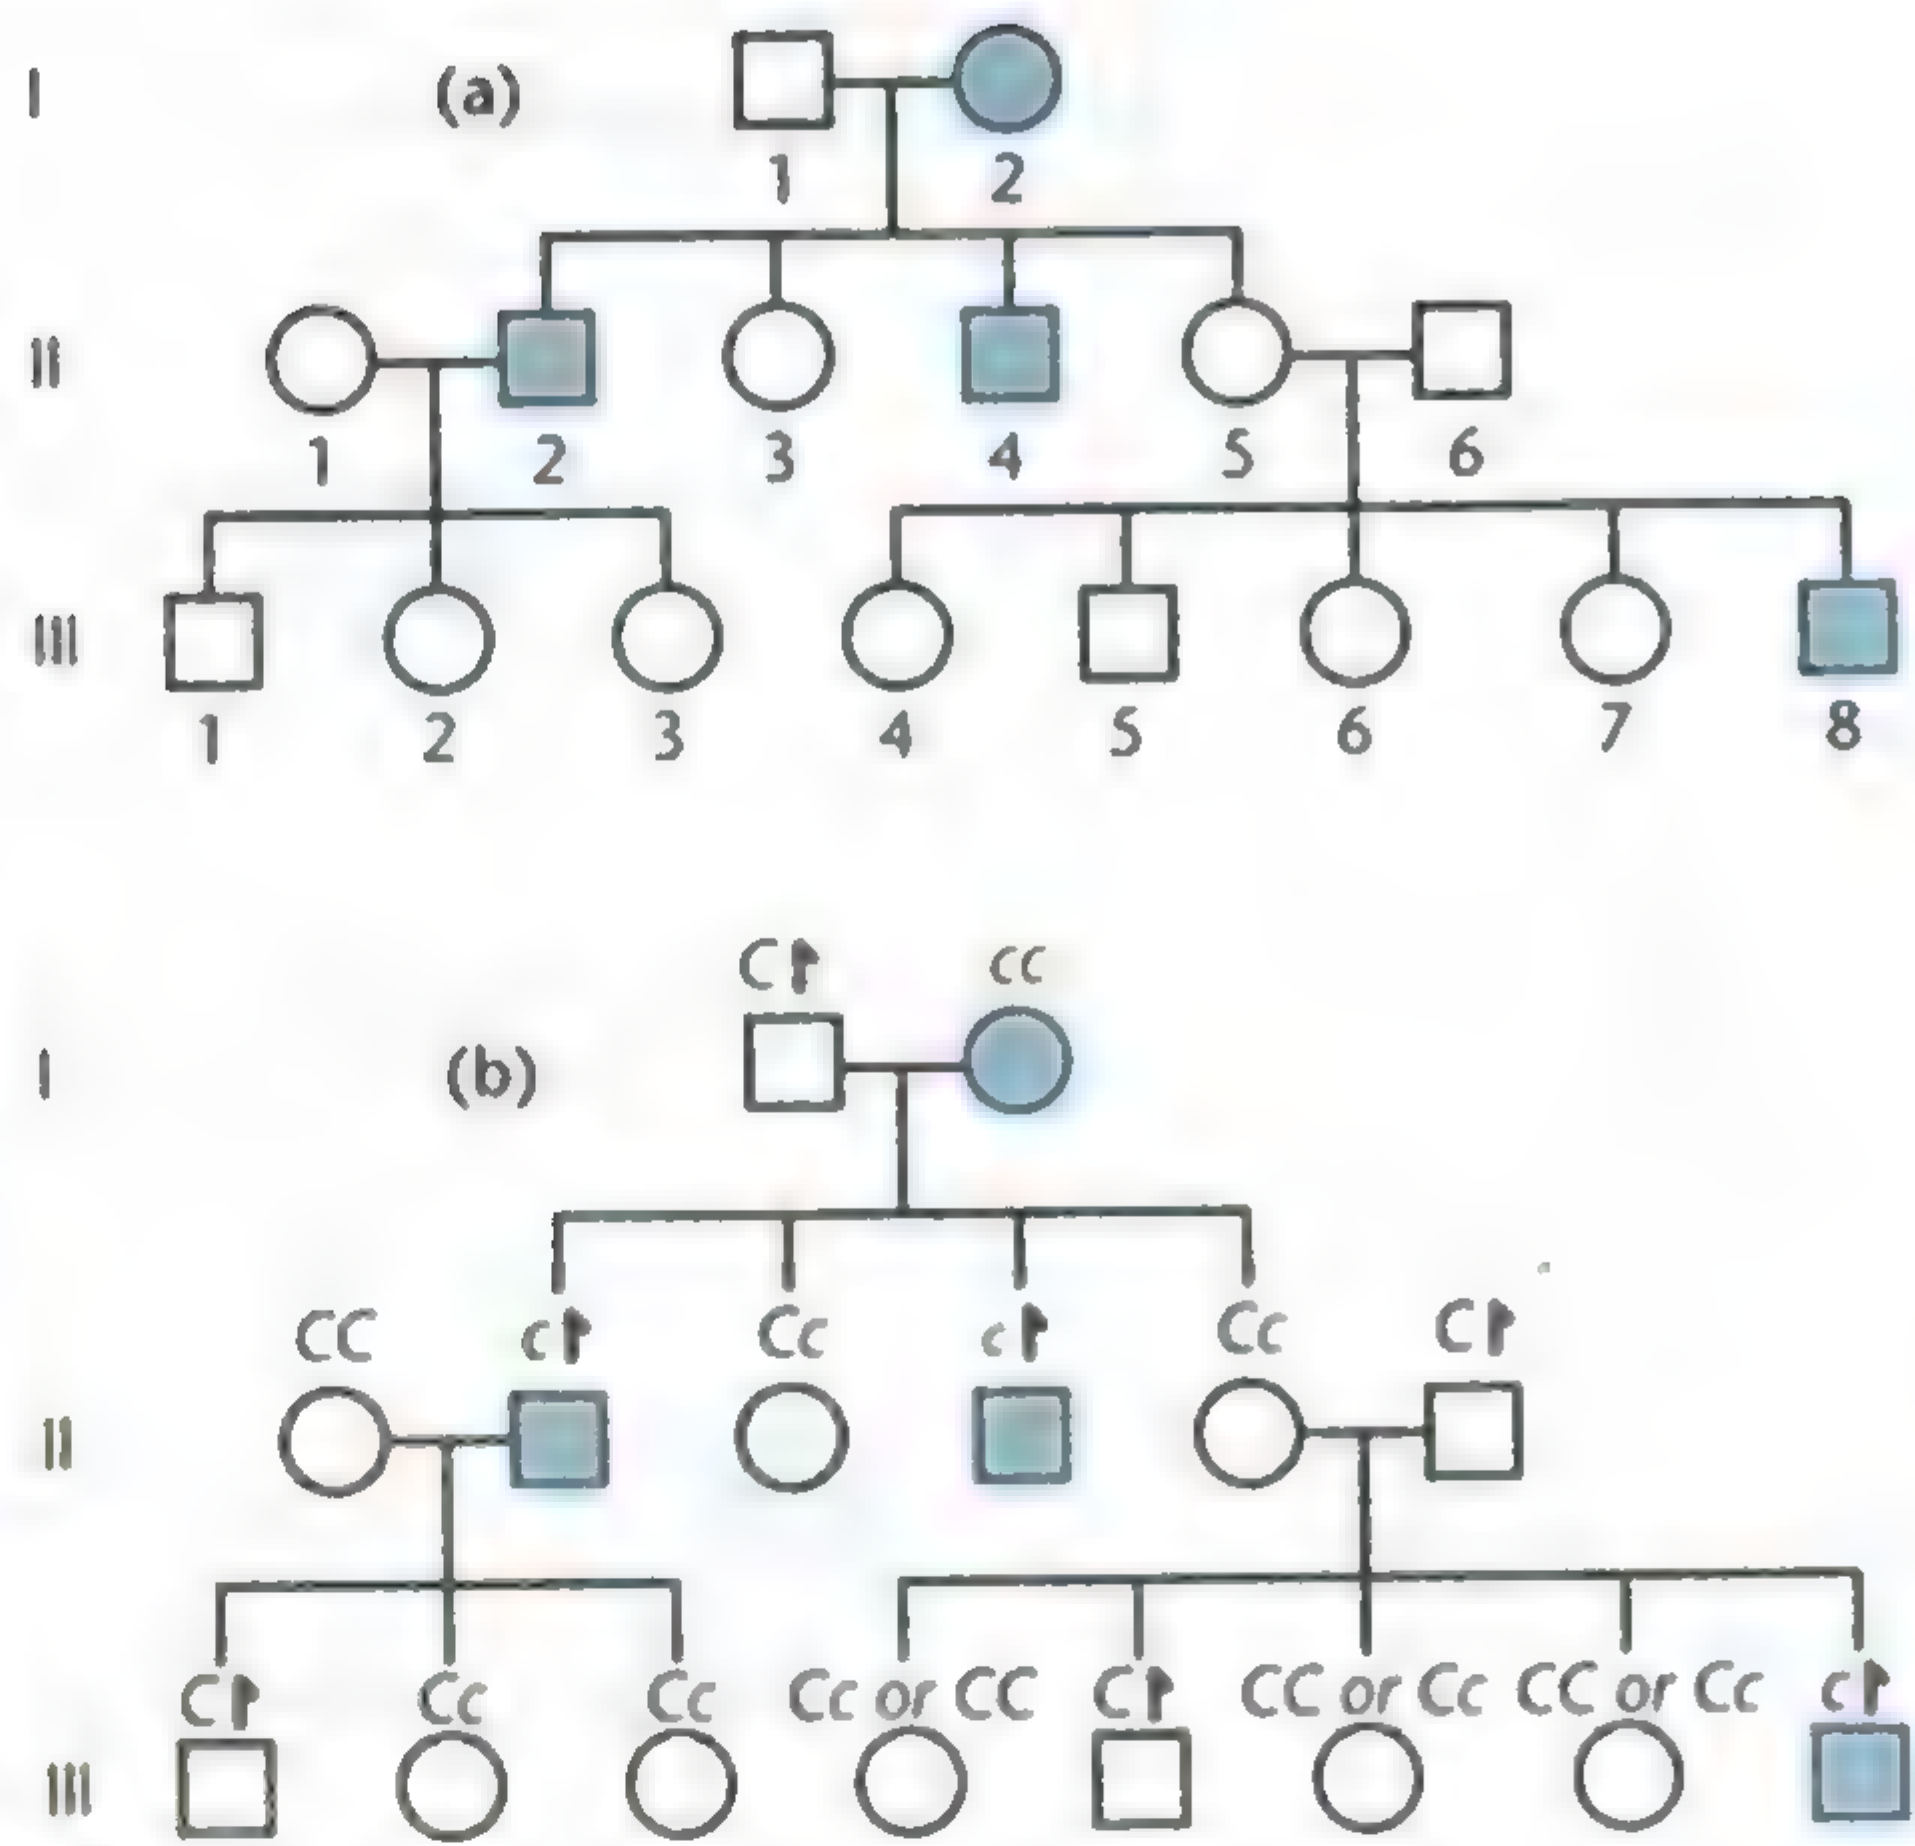 I (a)
1 2
II
1 2 3 4 5 6
III
1 2 3 4 5 6 7 8
C↾ cc
I (b)
CC c↾ Cc c↾ Cc C↾
II
C↾ Cc Cc Cc or CC C↾ CC or Cc CC or Cc c↾
III